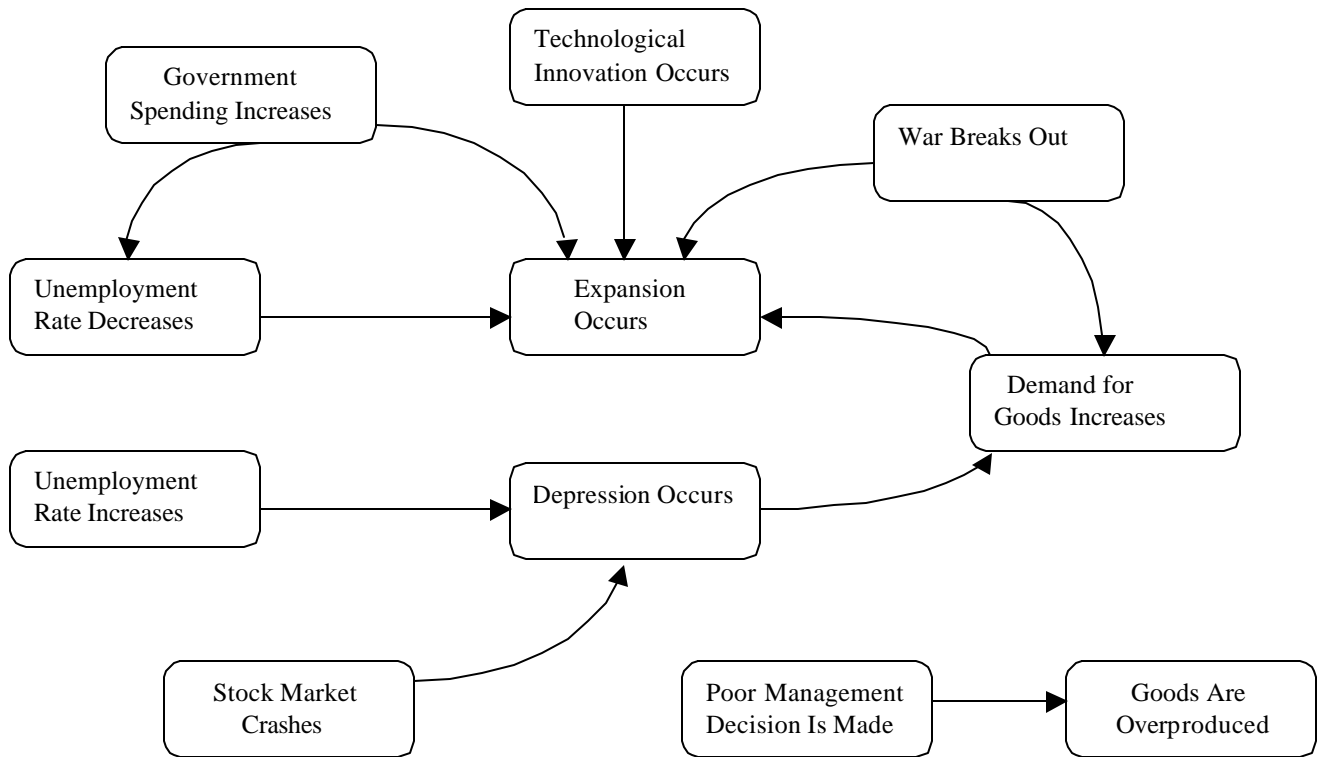 Government
Spending Increases
Technological
Innovation Occurs
War Breaks Out
Unemployment
Rate Decreases
Expansion
Occurs
Demand for
Goods Increases
Unemployment
Rate Increases
Depression Occurs
Stock Market
Crashes
Poor Management
Decision Is Made
Goods Are
Overproduced